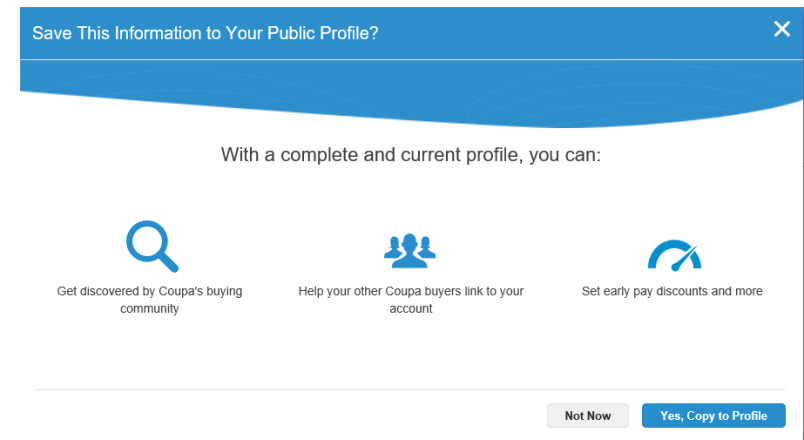 Save This Information to Your Public Profile?
With a complete and current profile, you can:
Get discovered by Coupa's buying
community
Help your other Coupa buyers link to your
account
Set early pay discounts and more
Not Now
Yes, Copy to Profile